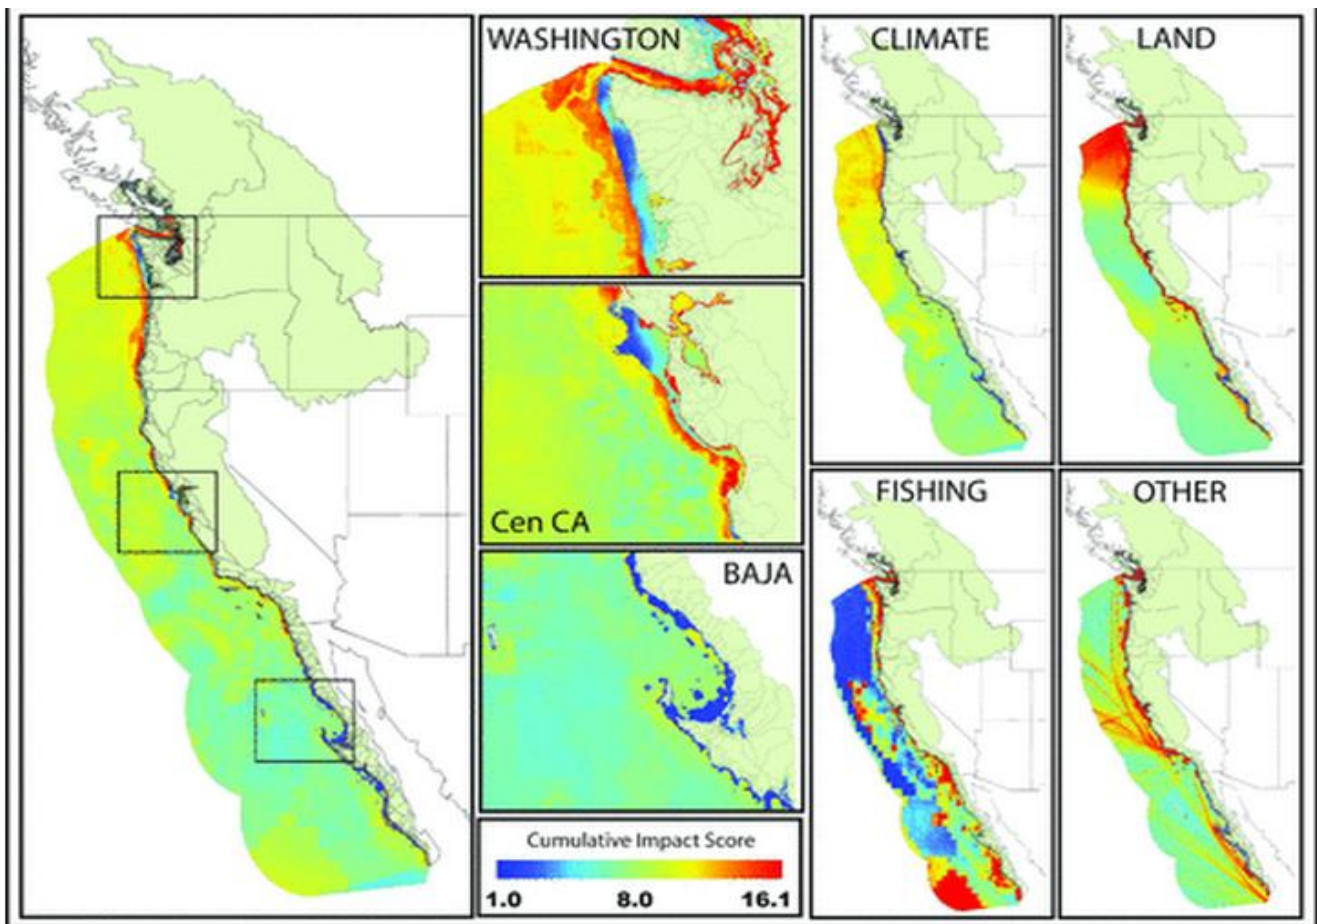 WASHINGTON
Cen CA
BAJA
Cumulative Impact Score
1.0 8.0 16.1
CLIMATE
LAND
FISHING
OTHER